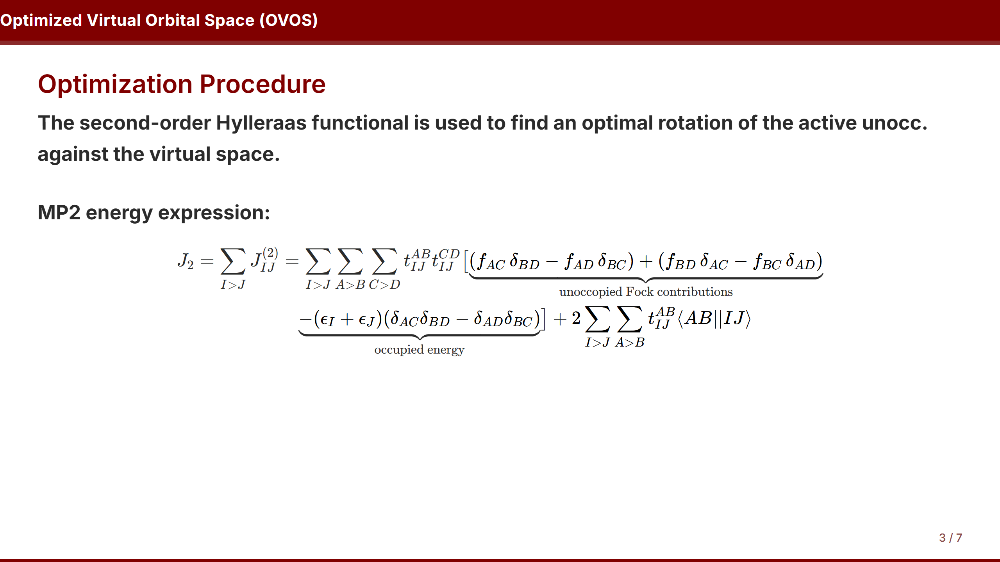 Optimized Virtual Orbital Space (OVOS)
Optimization Procedure
The second-order Hylleraas functional is used to find an optimal rotation of the active unocc.
against the virtual space.
MP2 energy expression:
$J_2 = \sum_{I>J} J_{IJ}^{(2)} = \sum_{I>J} \sum_{A>B} \sum_{C>D} t_{IJ}^{AB} t_{IJ}^{CD} [ \underbrace{(f_{AC} \, \delta_{BD} - f_{AD} \, \delta_{BC}) + (f_{BD} \, \delta_{AC} - f_{BC} \, \delta_{AD})}$
unoccopied Fock contributions
$\underbrace{-(\epsilon_I + \epsilon_J)(\delta_{AC}\delta_{BD} - \delta_{AD}\delta_{BC})} ] + 2 \sum_{I>J} \sum_{A>B} t_{IJ}^{AB} \langle AB||IJ \rangle$
occupied energy
3 / 7